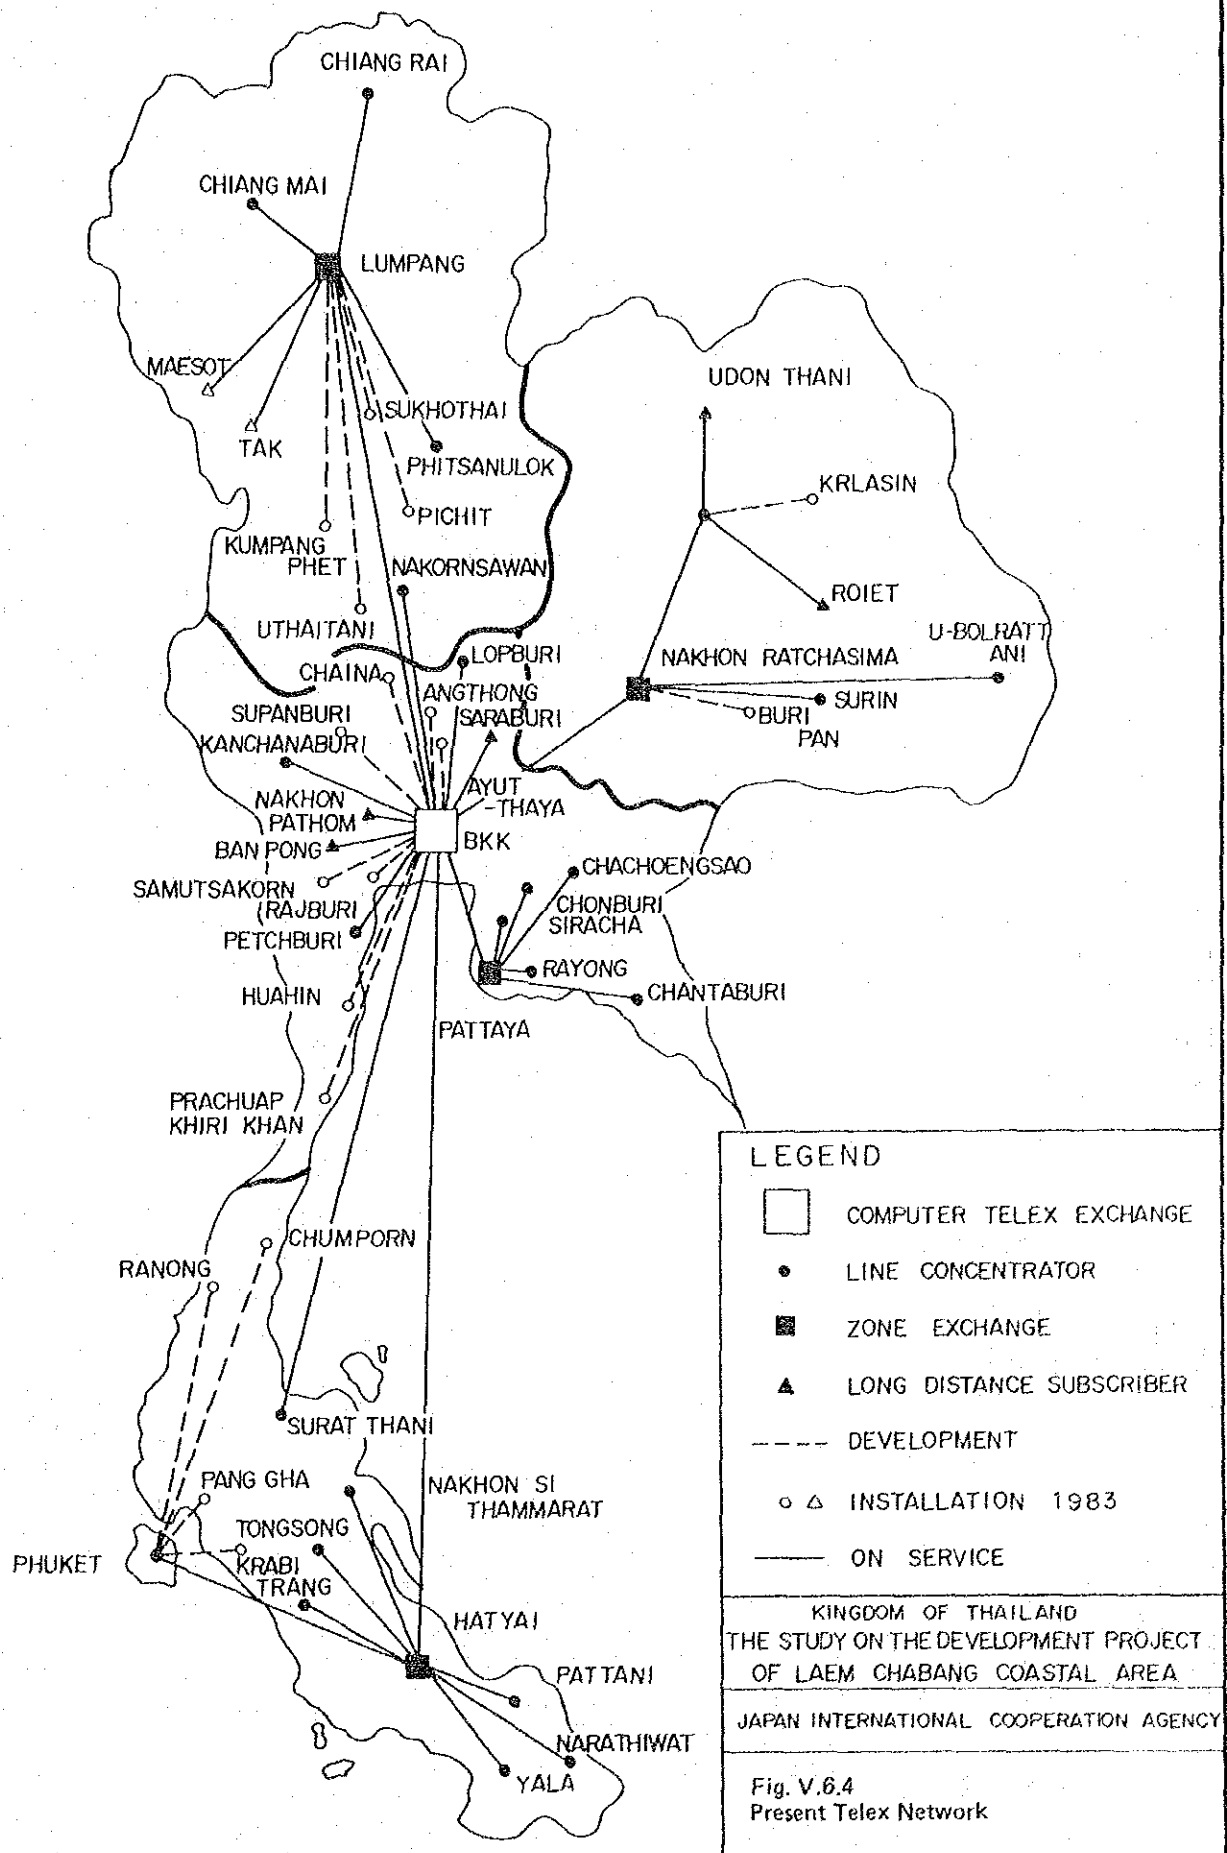 CHIANG RAI
CHIANG MAI
LUMPANG
MAESOT
UDON THANI
SUKHOTHAI
TAK
PHITSANULOK
KRLASIN
PICHIT
KUMPANG
PHET
NAKORNSAWAN
ROIET
UTHAITANI
U-BOLRATT
ANI
LOPBURI
NAKHON RATCHASIMA
CHAINA
ANGTHONG
SURIN
SUPANBURI
SARABURI
BURI
PAN
KANCHANABURI
AYUT
-THAYA
NAKHON
PATHOM
BKK
BAN PONG
CHACHOENGSAO
SAMUTSAKORN
RAJBURI
CHONBURI
SIRACHA
PETCHBURI
RAYONG
HUAHIN
CHANTABURI
PATTAYA
PRACHUAP
KHIRI KHAN
CHUMPORN
RANONG
SURAT THANI
PANG GHA
NAKHON SI
THAMMARAT
TONGSONG
PHUKET
KRABI
TRANG
HATYAI
PATTANI
NARATHIWAT
YALA
LEGEND
COMPUTER TELEX EXCHANGE
LINE CONCENTRATOR
ZONE EXCHANGE
LONG DISTANCE SUBSCRIBER
DEVELOPMENT
INSTALLATION 1983
ON SERVICE
KINGDOM OF THAILAND
THE STUDY ON THE DEVELOPMENT PROJECT
OF LAEM CHABANG COASTAL AREA
JAPAN INTERNATIONAL COOPERATION AGENCY
Fig. V.6.4
Present Telex Network